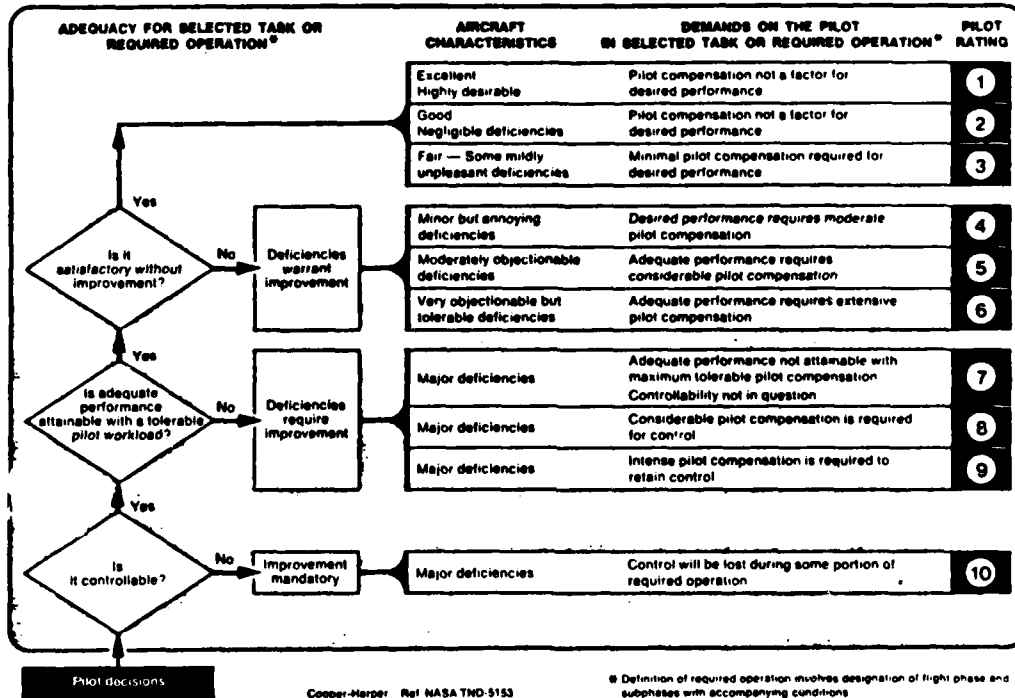 ADEQUACY FOR SELECTED TASK OR
REQUIRED OPERATION*
AIRCRAFT
CHARACTERISTICS
DEMANDS ON THE PILOT
IN SELECTED TASK OR REQUIRED OPERATION*
PILOT
RATING
Excellent
Highly desirable
Pilot compensation not a factor for
desired performance
1
Good
Negligible deficiencies
Pilot compensation not a factor for
desired performance
2
Fair — Some mildly
unpleasant deficiencies
Minimal pilot compensation required for
desired performance
3
Yes
Is it
satisfactory without
improvement?
No
Deficiencies
warrant
improvement
Minor but annoying
deficiencies
Desired performance requires moderate
pilot compensation
4
Moderately objectionable
deficiencies
Adequate performance requires
considerable pilot compensation
5
Very objectionable but
tolerable deficiencies
Adequate performance requires extensive
pilot compensation
6
Yes
Is adequate
performance
attainable with a tolerable
pilot workload?
No
Deficiencies
require
improvement
Major deficiencies
Adequate performance not attainable with
maximum tolerable pilot compensation
Controllability not in question
7
Major deficiencies
Considerable pilot compensation is required
for control
8
Major deficiencies
Intense pilot compensation is required to
retain control
9
Yes
Is
it controllable?
No
Improvement
mandatory
Major deficiencies
Control will be lost during some portion of
required operation
10
Pilot decisions
Cooper-Harper Ref NASA TND-5153
* Definition of required operation involves designation of flight phase and
subphases with accompanying conditions